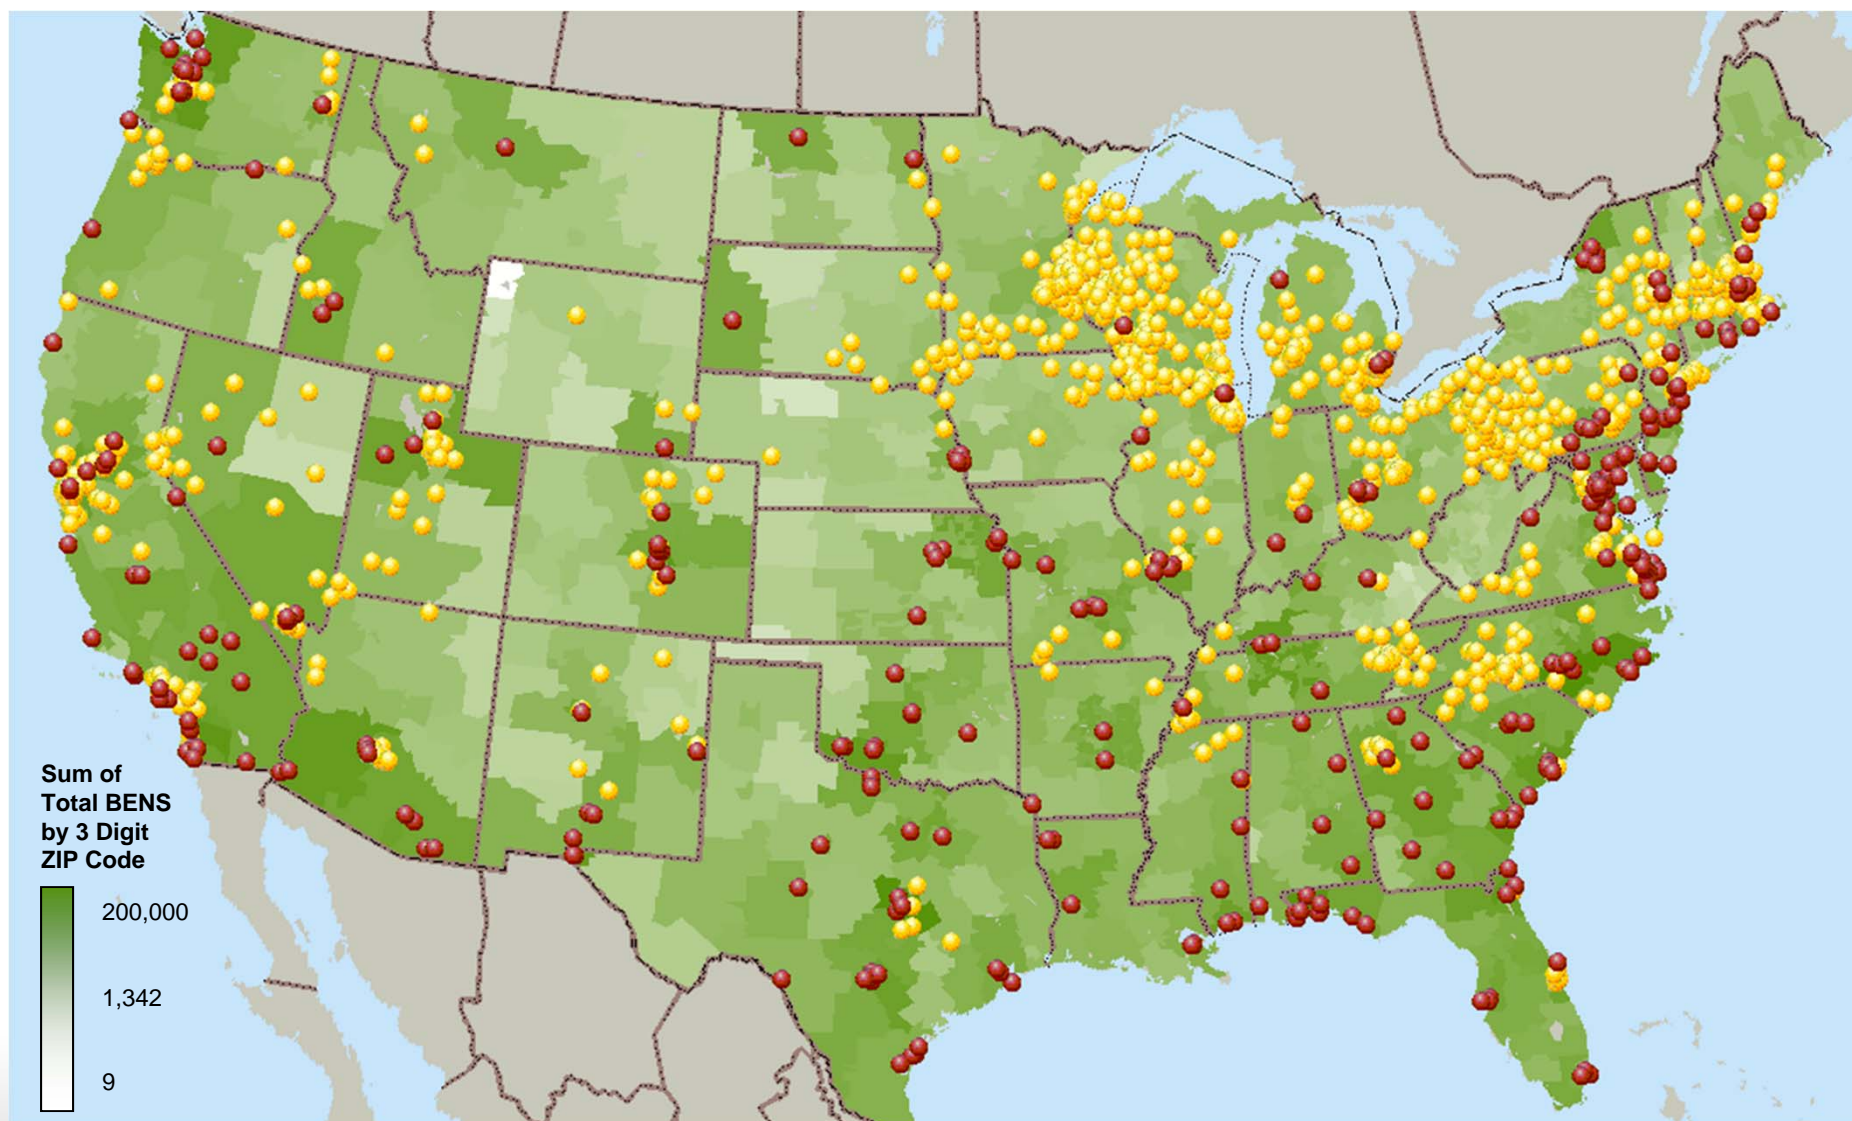 Sum of
Total BENS
by 3 Digit
ZIP Code
200,000
1,342
9